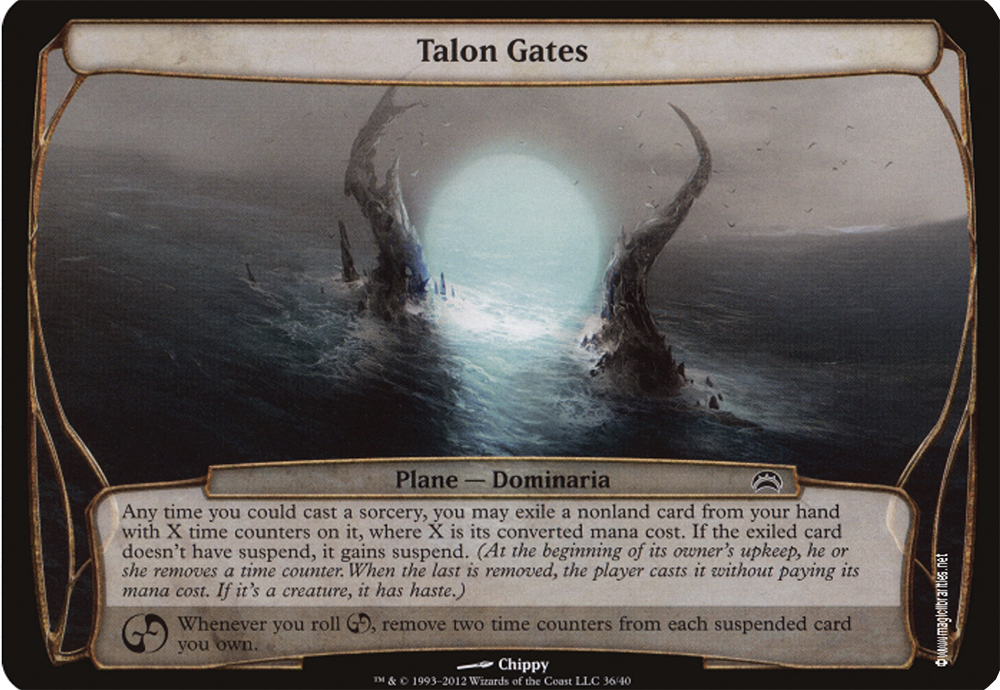 Talon Gates
Plane — Dominaria
Any time you could cast a sorcery, you may exile a nonland card from your hand
with X time counters on it, where X is its converted mana cost. If the exiled card
doesn't have suspend, it gains suspend. (At the beginning of its owner's upkeep, he or
she removes a time counter. When the last is removed, the player casts it without paying its
mana cost. If it's a creature, it has haste.)
Whenever you roll , remove two time counters from each suspended card
you own.
Chippy
™ & © 1993–2012 Wizards of the Coast LLC 36/40
© www.magiclibrarities.net